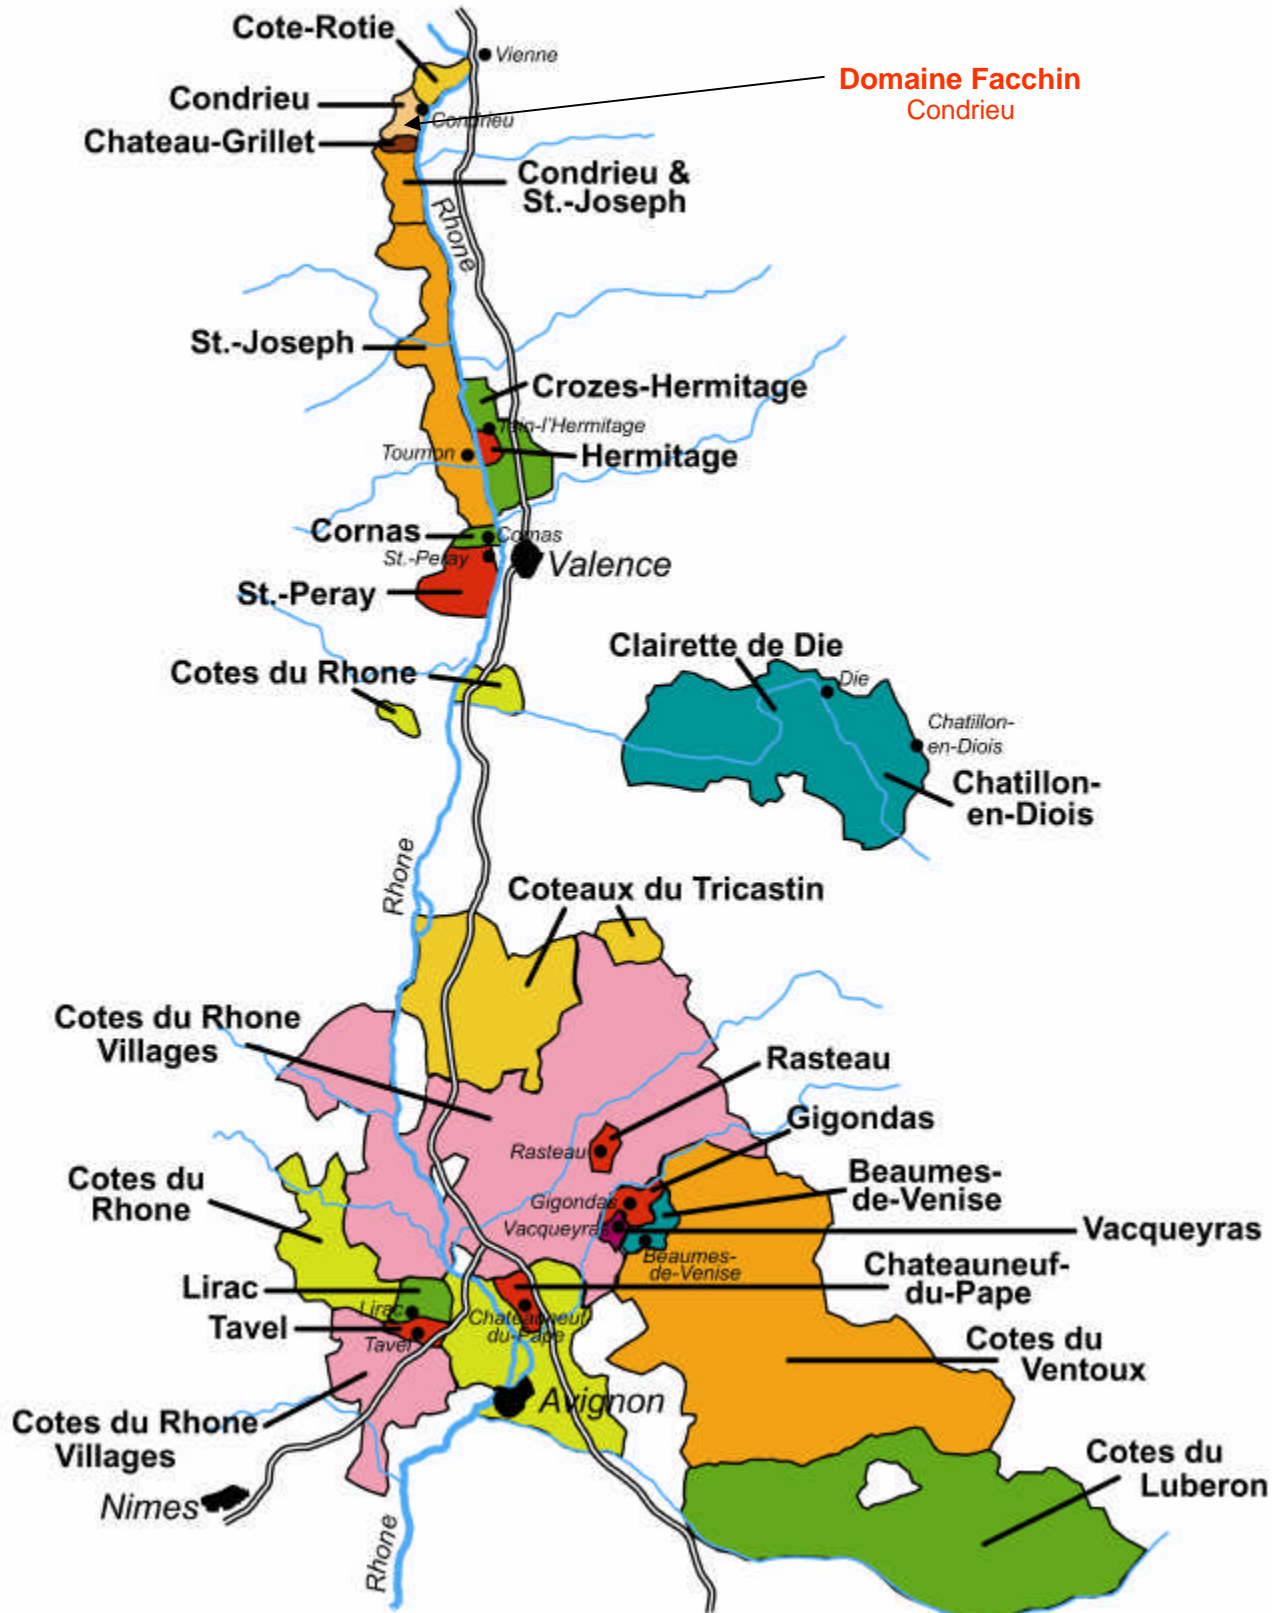 Cote-Rotie
Vienne
Domaine Facchin
Condrieu
Condrieu
Condrieu
Chateau-Grillet
Condrieu &
St.-Joseph
Rhone
St.-Joseph
Crozes-Hermitage
Tain-l'Hermitage
Tournon
Hermitage
Cornas
Cornas
St.-Peray
Valence
St.-Peray
Clairette de Die
Cotes du Rhone
Die
Chatillon-
en-Diois
Chatillon-
en-Diois
Rhone
Coteaux du Tricastin
Cotes du Rhone
Villages
Rasteau
Gigondas
Rasteau
Beaumes-
de-Venise
Cotes du
Rhone
Gigondas
Vacqueyras
Vacqueyras
Beaumes-
de-Venise
Chateauneuf-
du-Pape
Lirac
Lirac
Chateauneuf
du-Pape
Tavel
Tavel
Cotes du
Ventoux
Avignon
Cotes du Rhone
Villages
Cotes du
Luberon
Nimes
Rhone